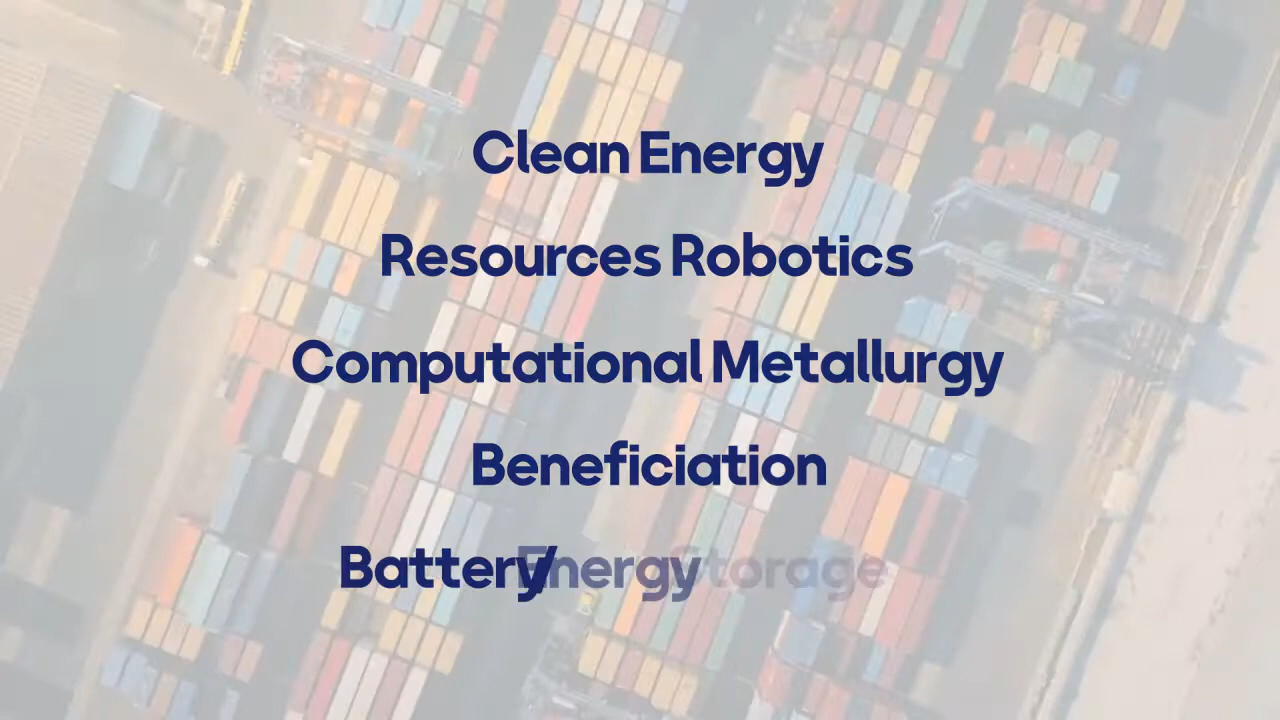 Clean Energy
Resources Robotics
Computational Metallurgy
Beneficiation
Battery/Energy Storage